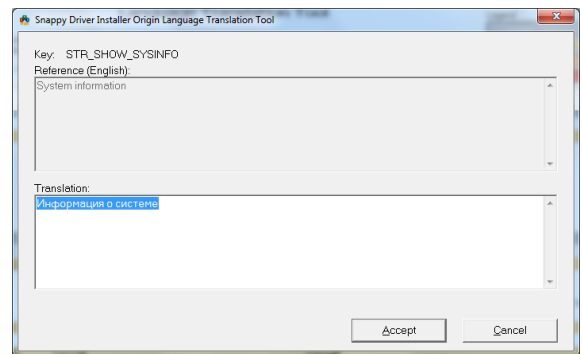 Snappy Driver Installer Origin Language Translation Tool
Key: STR_SHOW_SYSINFO
Reference (English):
System information
Translation:
Информация о системе
Accept
Cancel